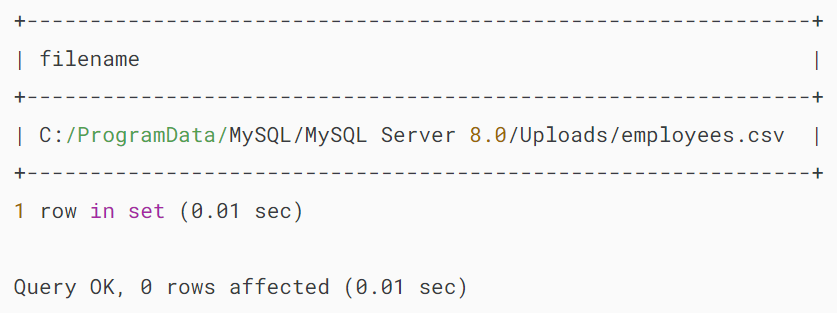 +---------------------------------------------------------------+
| filename                                                      |
+---------------------------------------------------------------+
| C:/ProgramData/MySQL/MySQL Server 8.0/Uploads/employees.csv  |
+---------------------------------------------------------------+
1 row in set (0.01 sec)
Query OK, 0 rows affected (0.01 sec)